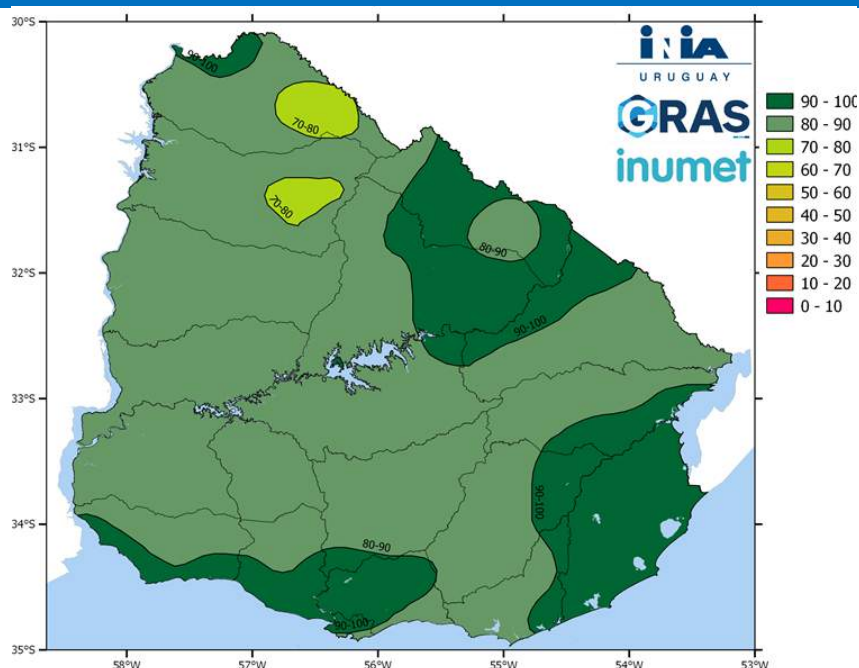 30°S
31°S
32°S
33°S
34°S
35°S
58°W
57°W
56°W
55°W
54°W
53°W
90-100
70-80
70-80
80-90
90-100
90-100
80-90
90-100
INIA
URUGUAY
GRAS
inumet
90 - 100
80 - 90
70 - 80
60 - 70
50 - 60
40 - 50
30 - 40
20 - 30
10 - 20
0 - 10